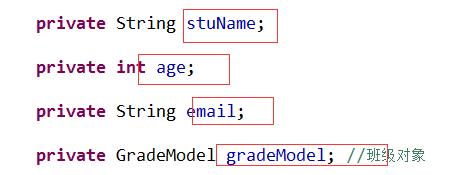 private String stuName;
private int age;
private String email;
private GradeModel gradeModel; //班级对象